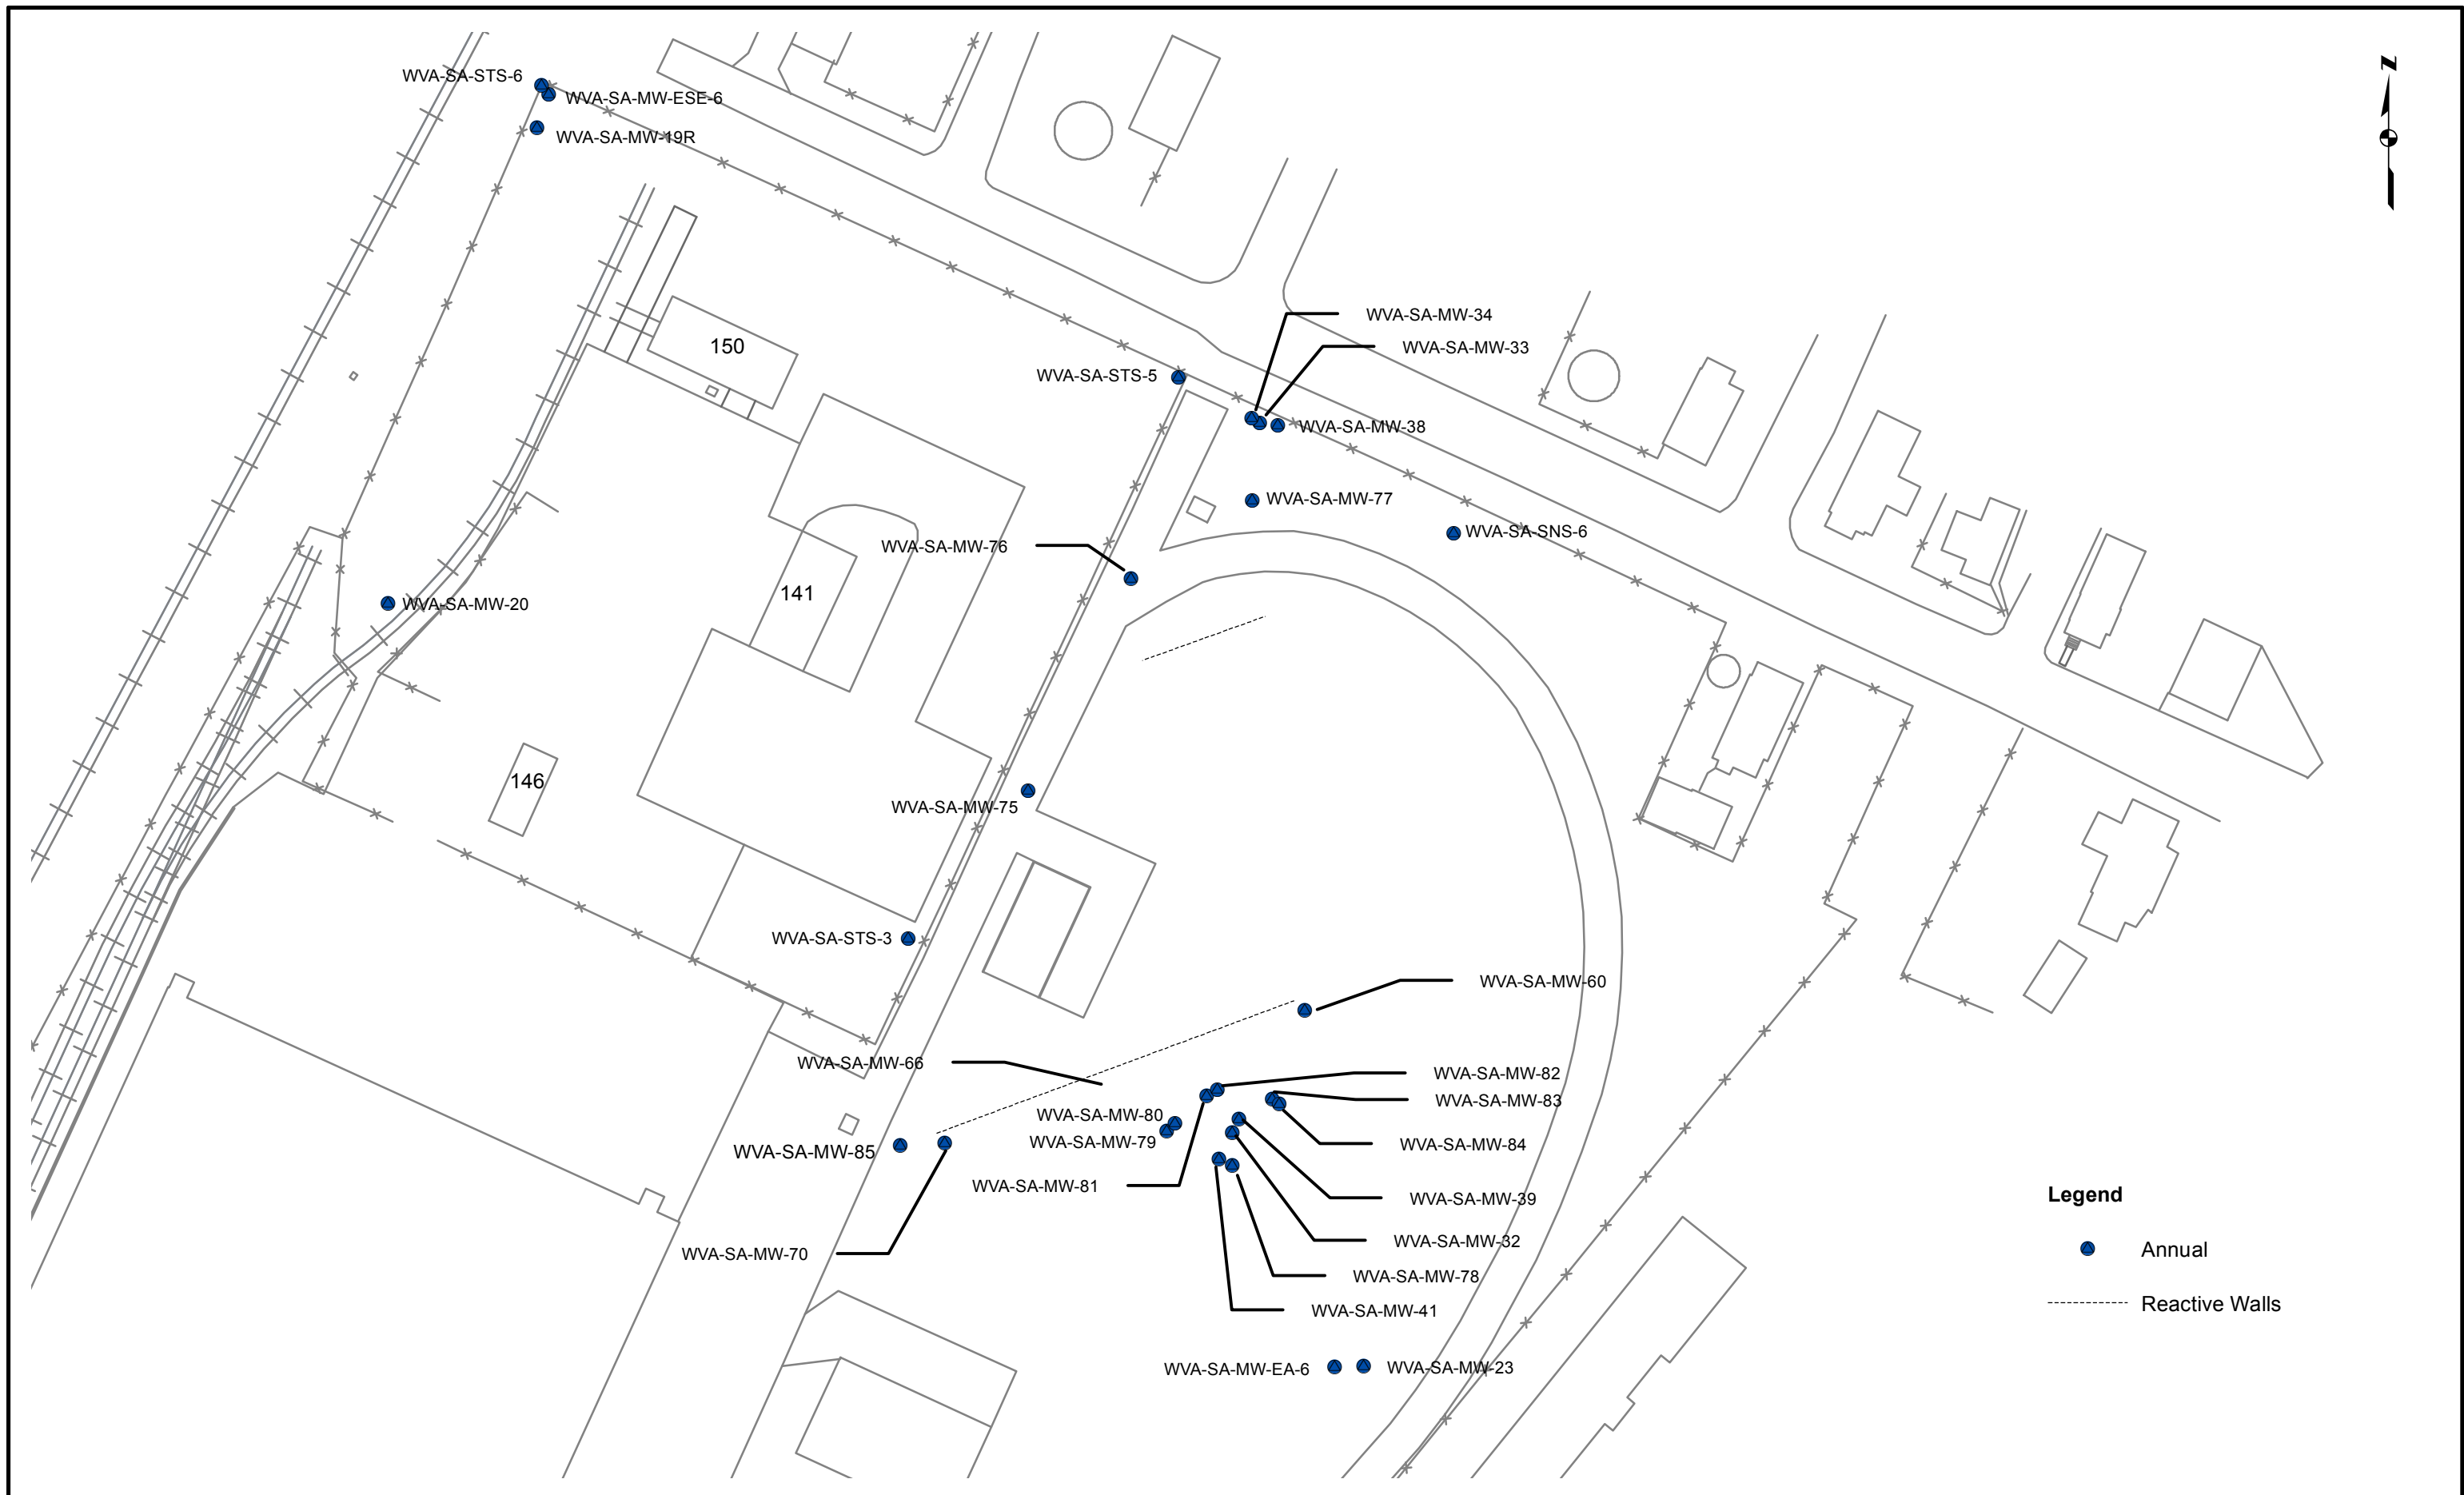 WVA-SA-STS-6
WVA-SA-MW-ESE-6
WVA-SA-MW-19R
N
WVA-SA-MW-34
WVA-SA-MW-33
150
WVA-SA-STS-5
WVA-SA-MW-38
WVA-SA-MW-77
WVA-SA-SNS-6
WVA-SA-MW-76
141
WVA-SA-MW-20
146
WVA-SA-MW-75
WVA-SA-STS-3
WVA-SA-MW-60
WVA-SA-MW-66
WVA-SA-MW-82
WVA-SA-MW-83
WVA-SA-MW-80
WVA-SA-MW-79
WVA-SA-MW-84
WVA-SA-MW-85
WVA-SA-MW-81
WVA-SA-MW-39
WVA-SA-MW-70
WVA-SA-MW-32
WVA-SA-MW-78
WVA-SA-MW-41
WVA-SA-MW-EA-6
WVA-SA-MW-23
Legend
Annual
Reactive Walls